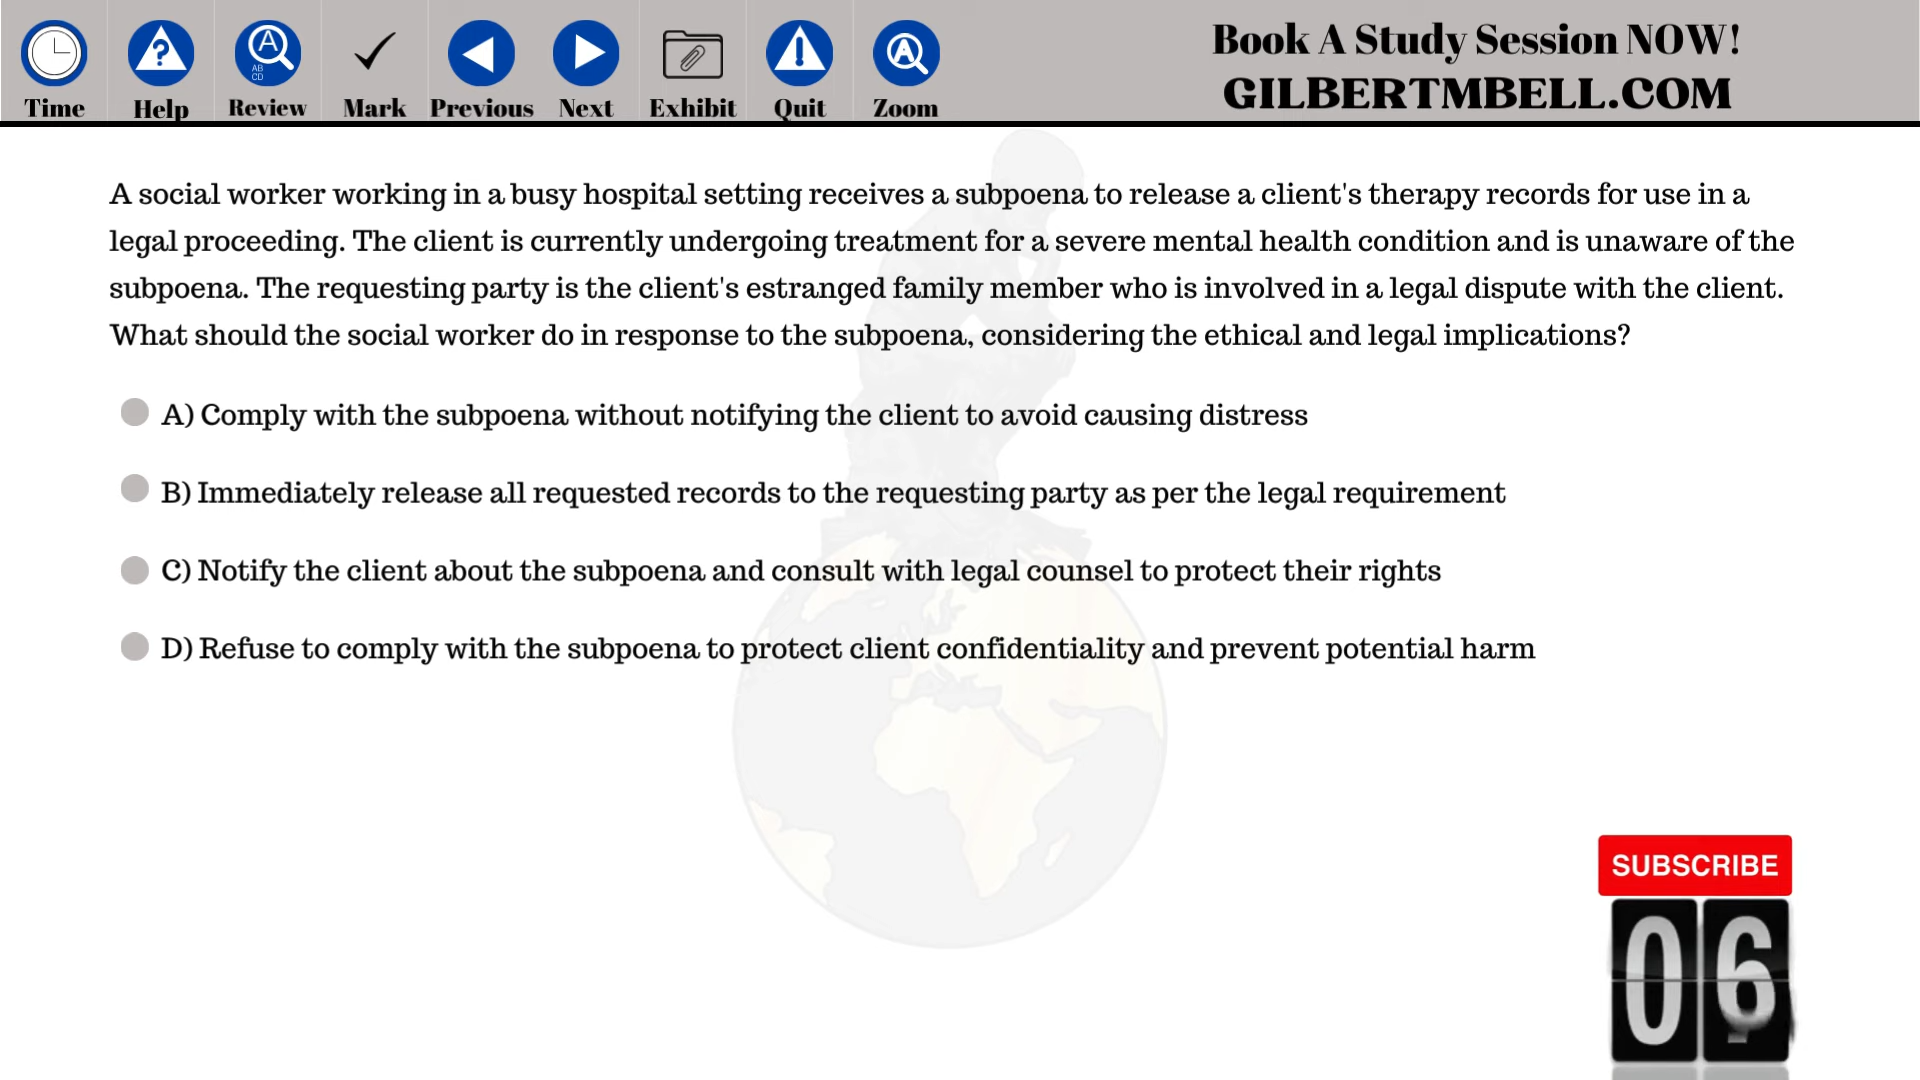 Book A Study Session NOW!
GILBERTMBELL.COM
A
AB
CD
?
!
A
Time Help Review Mark Previous Next Exhibit Quit Zoom
A social worker working in a busy hospital setting receives a subpoena to release a client's therapy records for use in a
legal proceeding. The client is currently undergoing treatment for a severe mental health condition and is unaware of the
subpoena. The requesting party is the client's estranged family member who is involved in a legal dispute with the client.
What should the social worker do in response to the subpoena, considering the ethical and legal implications?
A) Comply with the subpoena without notifying the client to avoid causing distress
B) Immediately release all requested records to the requesting party as per the legal requirement
C) Notify the client about the subpoena and consult with legal counsel to protect their rights
D) Refuse to comply with the subpoena to protect client confidentiality and prevent potential harm
SUBSCRIBE
06